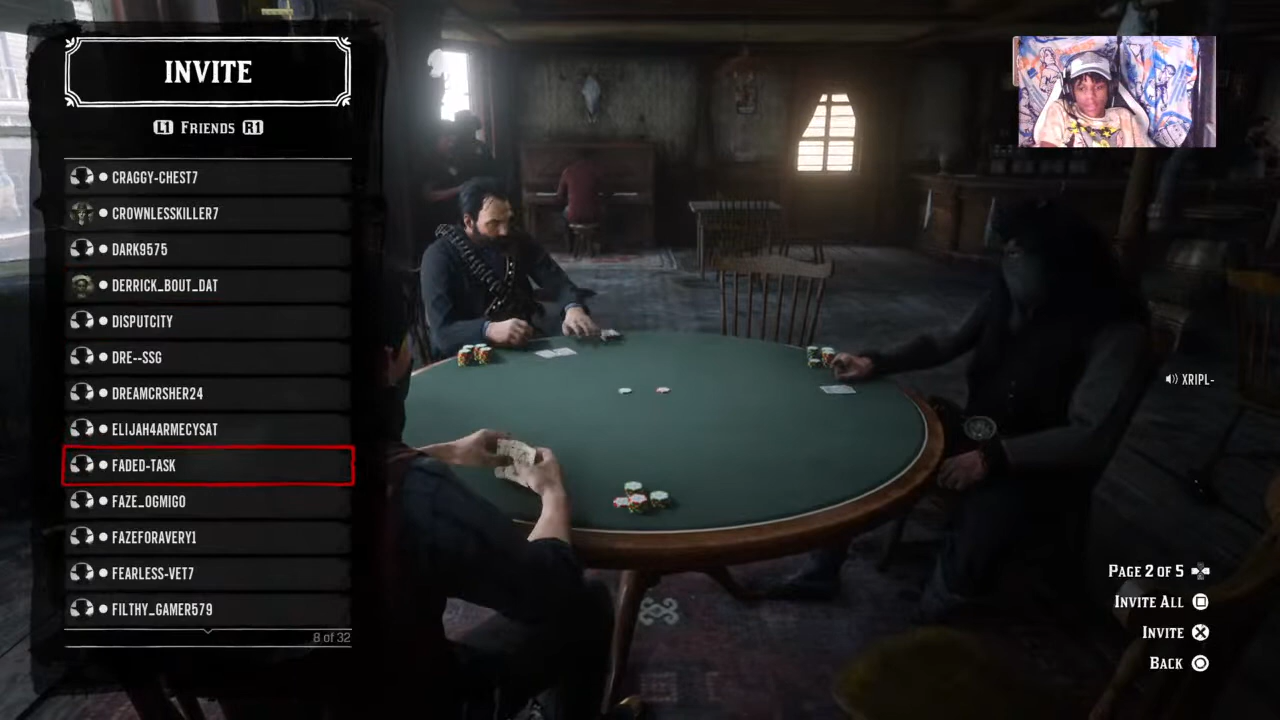 INVITE
L1 FRIENDS R1
CRAGGY-CHEST7
CROWNLESSKILLER7
DARK9575
DERRICK_BOUT_DAT
DISPUTCITY
DRE--SSG
DREAMCRSHER24
ELIJAH4ARMECYSAT
FADED-TASK
FAZE_OGMIGO
FAZEFORAVERY1
FEARLESS-VET7
FILTHY_GAMER579
8 of 32
XRIPL-
PAGE 2 OF 5
INVITE ALL
INVITE
BACK